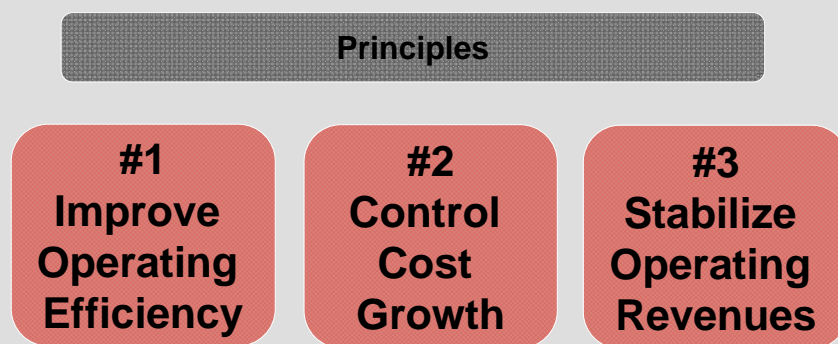 Principles
#1
Improve
Operating
Efficiency
#2
Control
Cost
Growth
#3
Stabilize
Operating
Revenues